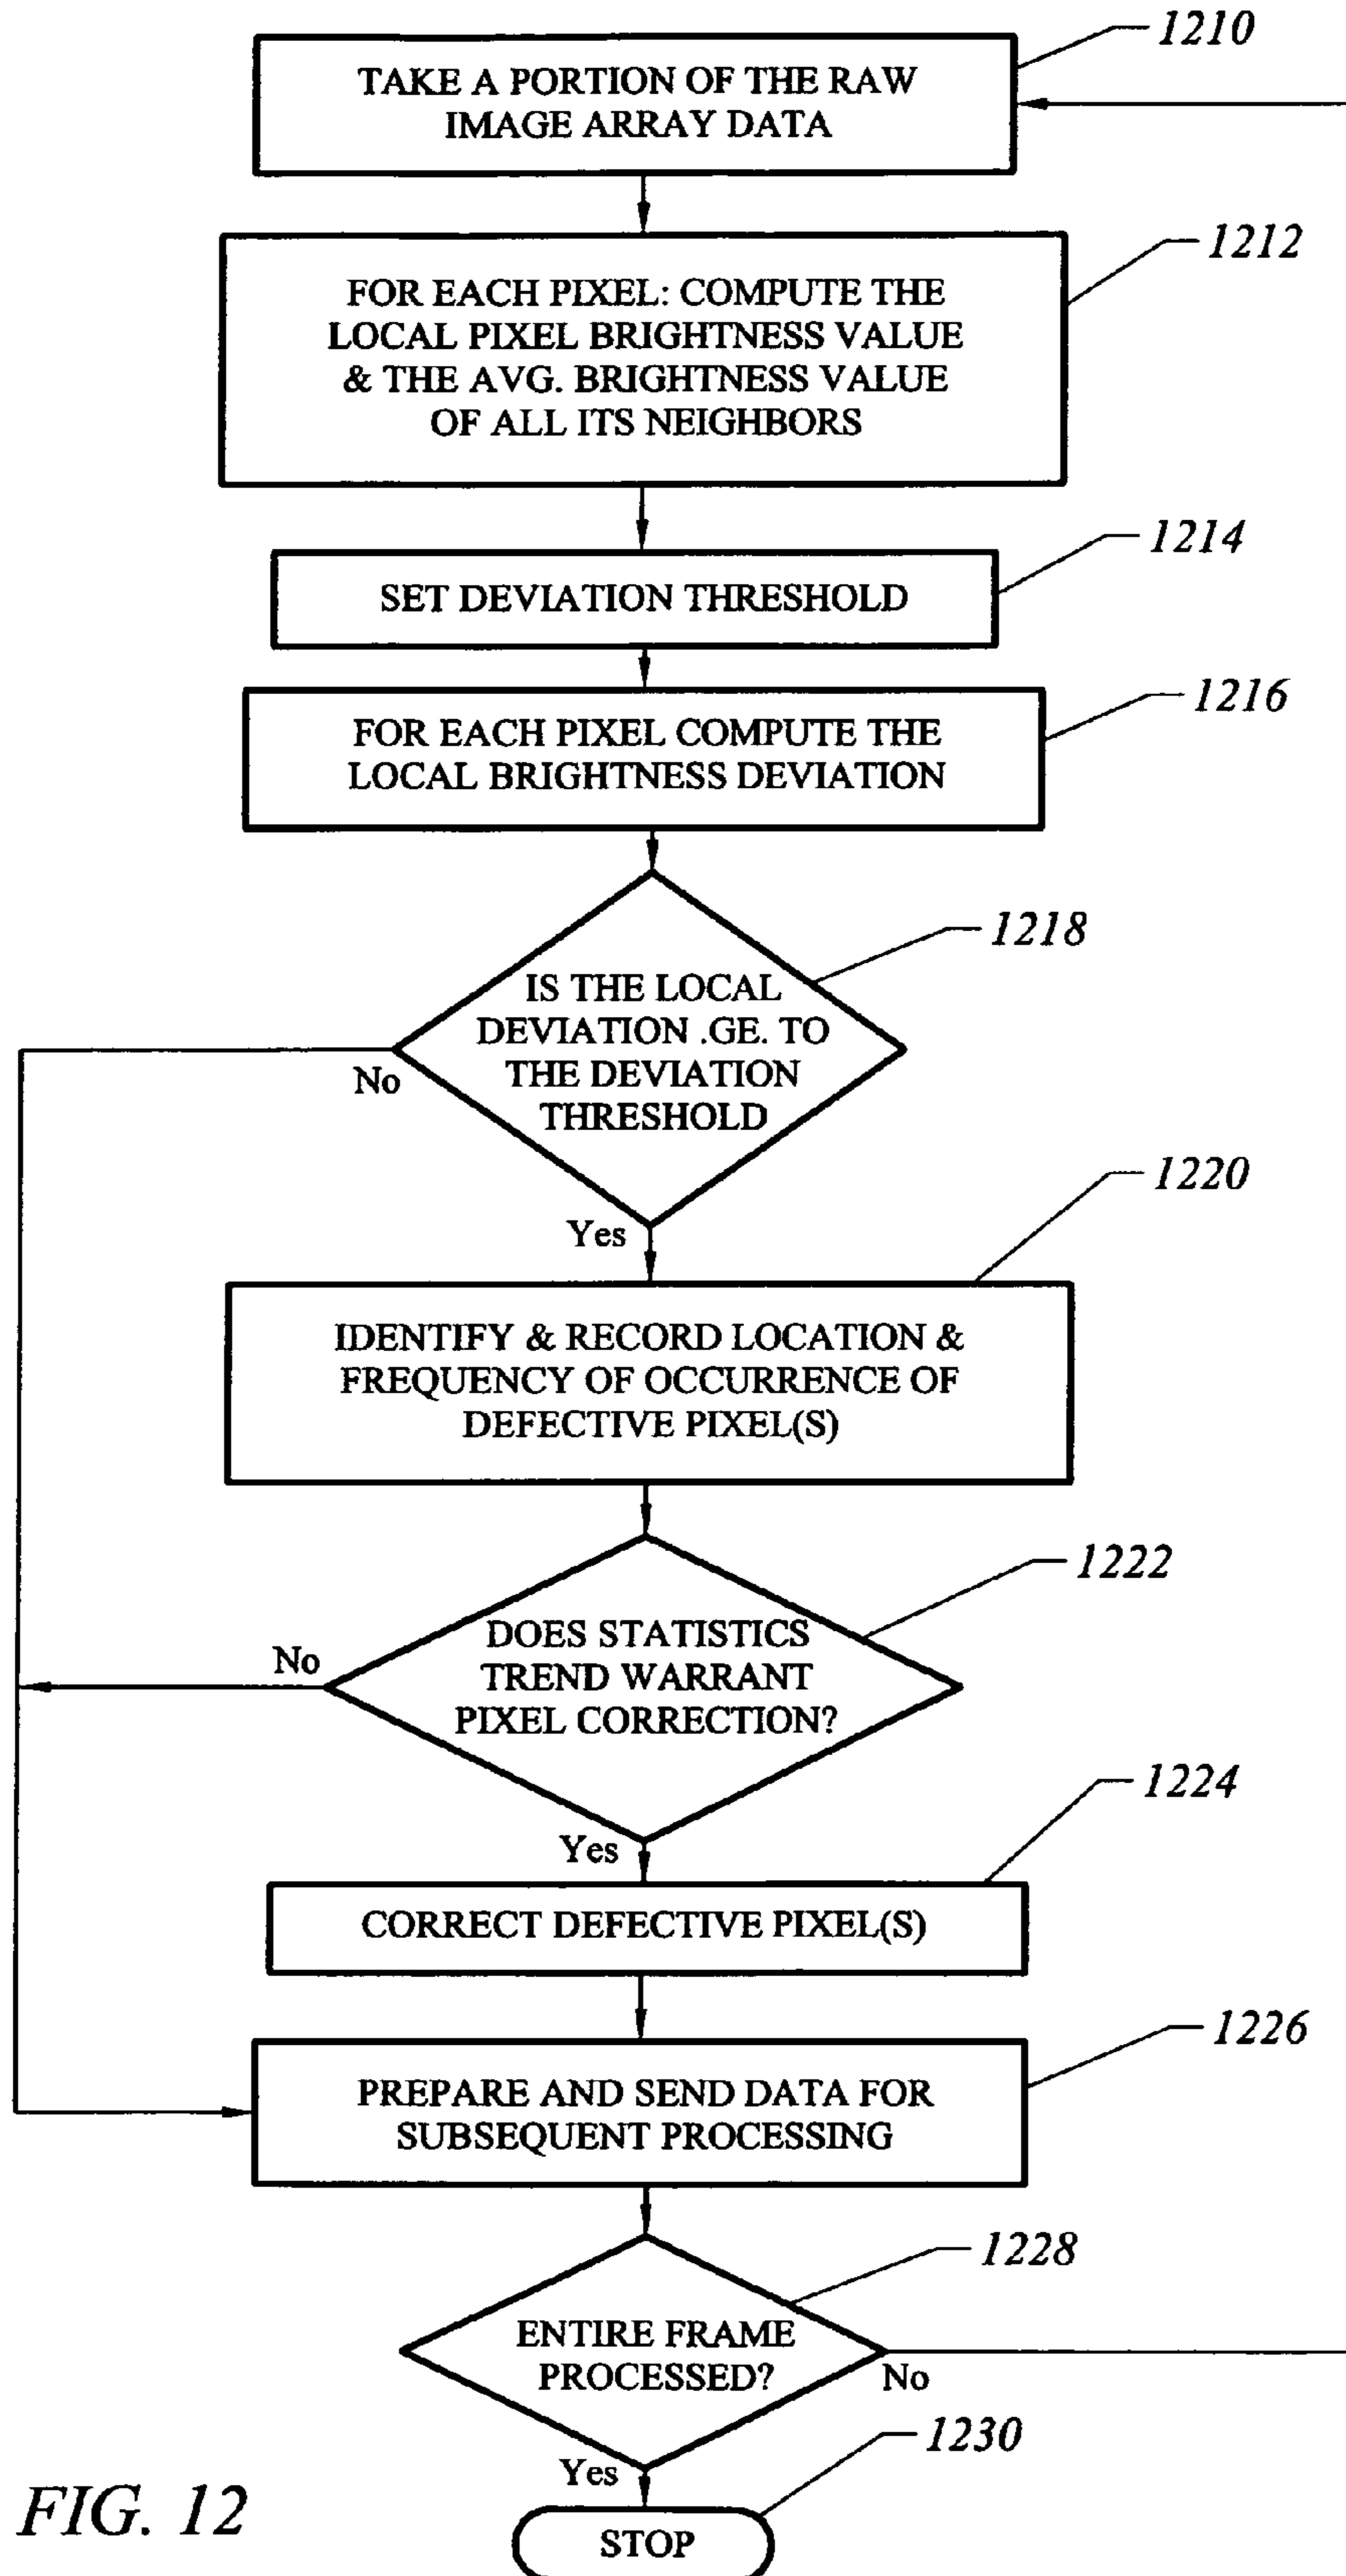 1210
TAKE A PORTION OF THE RAW
IMAGE ARRAY DATA
1212
FOR EACH PIXEL: COMPUTE THE
LOCAL PIXEL BRIGHTNESS VALUE
& THE AVG. BRIGHTNESS VALUE
OF ALL ITS NEIGHBORS
1214
SET DEVIATION THRESHOLD
1216
FOR EACH PIXEL COMPUTE THE
LOCAL BRIGHTNESS DEVIATION
1218
IS THE LOCAL
DEVIATION .GE. TO
THE DEVIATION
THRESHOLD
No
Yes
1220
IDENTIFY & RECORD LOCATION &
FREQUENCY OF OCCURRENCE OF
DEFECTIVE PIXEL(S)
1222
DOES STATISTICS
TREND WARRANT
PIXEL CORRECTION?
No
Yes
1224
CORRECT DEFECTIVE PIXEL(S)
1226
PREPARE AND SEND DATA FOR
SUBSEQUENT PROCESSING
1228
ENTIRE FRAME
PROCESSED?
No
Yes
1230
STOP
FIG. 12